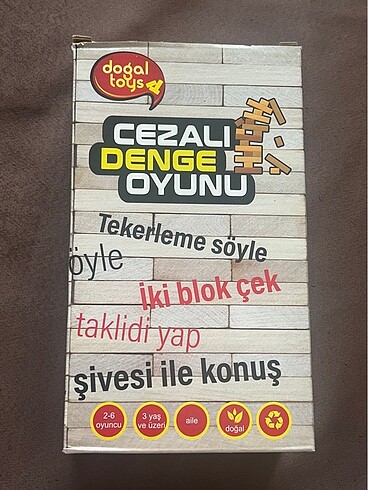 doğal
toys
CEZALI
DENGE
OYUNU
Tekerleme söyle
öyle
İki blok çek
taklidi yap
şivesi ile konuş
2-6
oyuncu
3 yaş
ve üzeri
aile
doğal